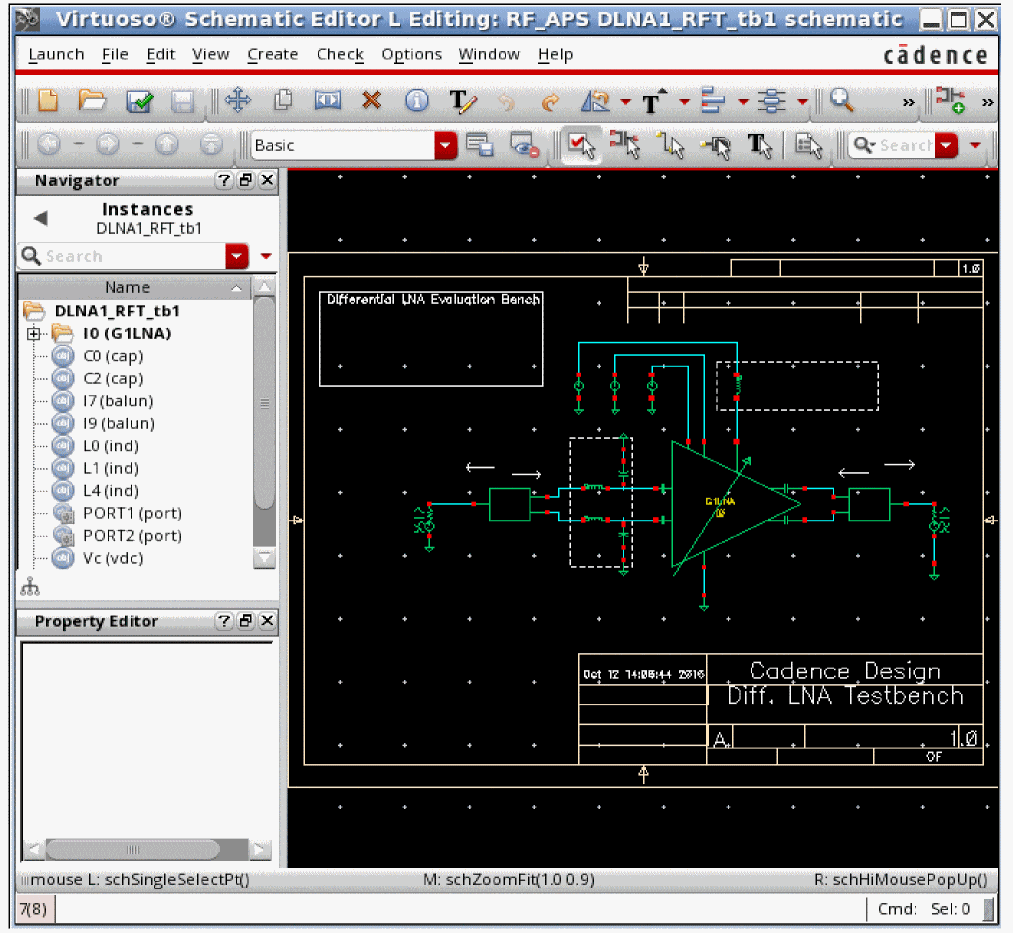 Virtuoso® Schematic Editor L Editing: RF_APS DLNA1_RFT_tb1 schematic
Launch File Edit View Create Check Options Window Help
cādence
»
»
Basic
Search
Navigator
Instances
DLNA1_RFT_tb1
Search
Name
DLNA1_RFT_tb1
I0 (G1LNA)
C0 (cap)
C2 (cap)
I7 (balun)
I9 (balun)
L0 (ind)
L1 (ind)
L4 (ind)
PORT1 (port)
PORT2 (port)
Vc (vdc)
Property Editor
1.0
Differential LNA Evaluation Bench
G1LNA
I0
Oct 12 14:06:44 2016
Cadence Design
Diff. LNA Testbench
A
1.0
OF
mouse L: schSingleSelectPt()
M: schZoomFit(1.0 0.9)
R: schHiMousePopUp()
7(8)
Cmd: Sel: 0